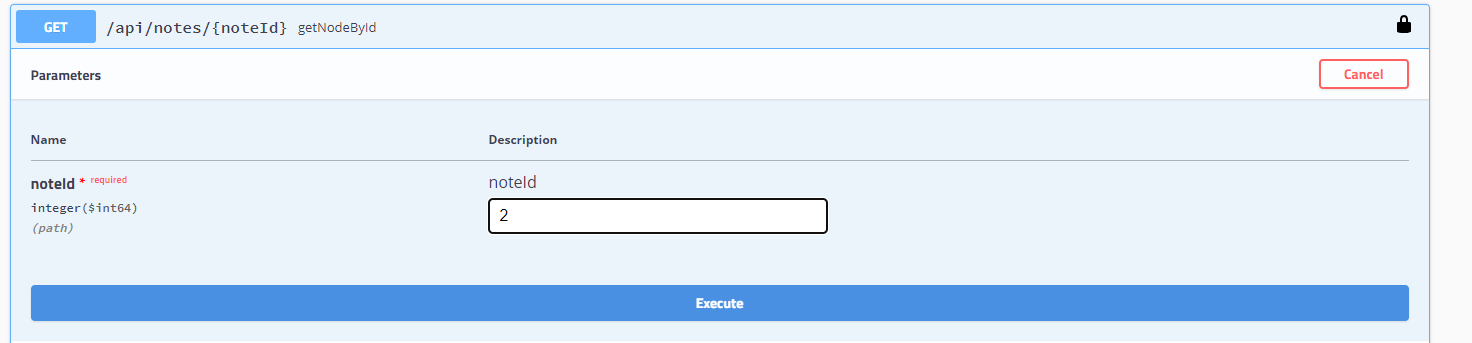 GET /api/notes/{noteId} getNodeById
Parameters Cancel
Name Description
noteId * required noteId
integer($int64) 2
(path)
Execute